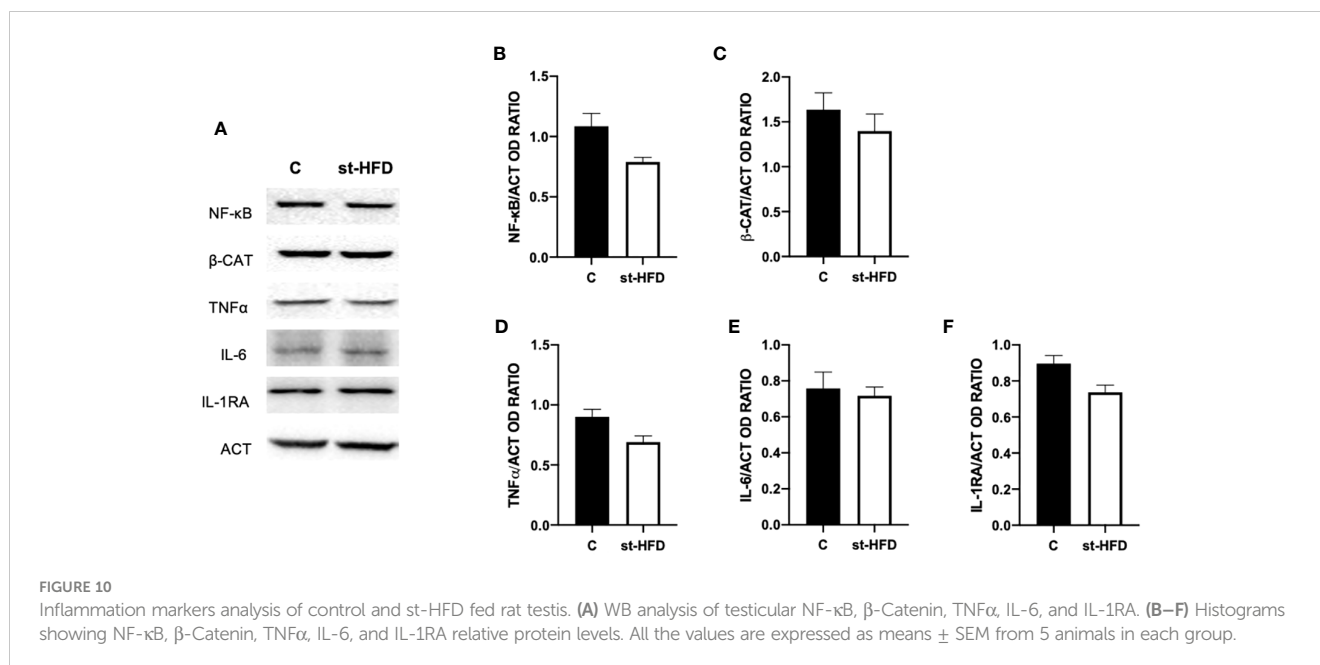 A
C st-HFD
NF-κB
β-CAT
TNFα
IL-6
IL-1RA
ACT
B
NF-κB/ACT OD RATIO
1.5
1.0
0.5
0.0
C st-HFD
C
β-CAT/ACT OD RATIO
2.0
1.5
1.0
0.5
0.0
C st-HFD
D
TNFα/ACT OD RATIO
1.5
1.0
0.5
0.0
C st-HFD
E
IL-6/ACT OD RATIO
1.0
0.8
0.6
0.4
0.2
0.0
C st-HFD
F
IL-1RA/ACT OD RATIO
1.0
0.8
0.6
0.4
0.2
0.0
C st-HFD
FIGURE 10
Inflammation markers analysis of control and st-HFD fed rat testis. (A) WB analysis of testicular NF-κB, β-Catenin, TNFα, IL-6, and IL-1RA. (B–F) Histograms
showing NF-κB, β-Catenin, TNFα, IL-6, and IL-1RA relative protein levels. All the values are expressed as means ± SEM from 5 animals in each group.